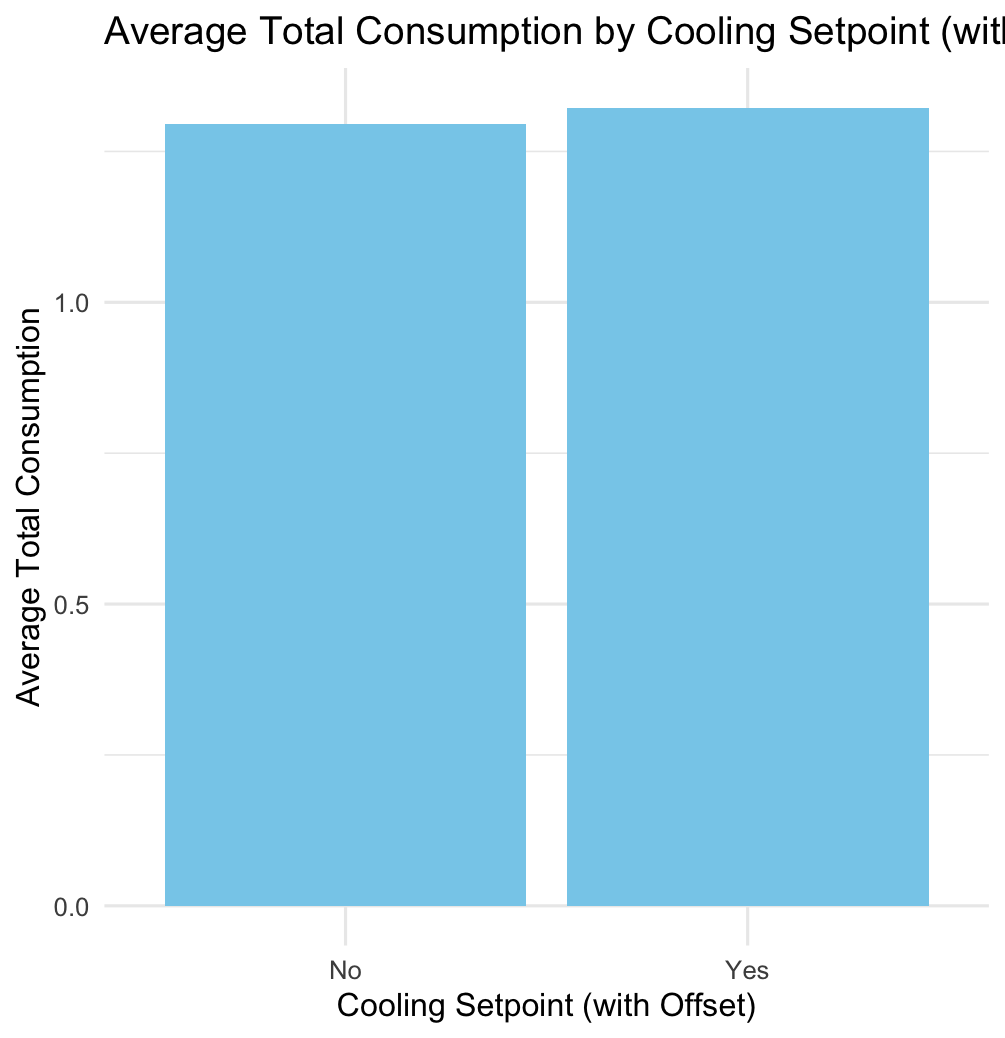 Average Total Consumption by Cooling Setpoint (with
Average Total Consumption
1.0
0.5
0.0
No
Yes
Cooling Setpoint (with Offset)